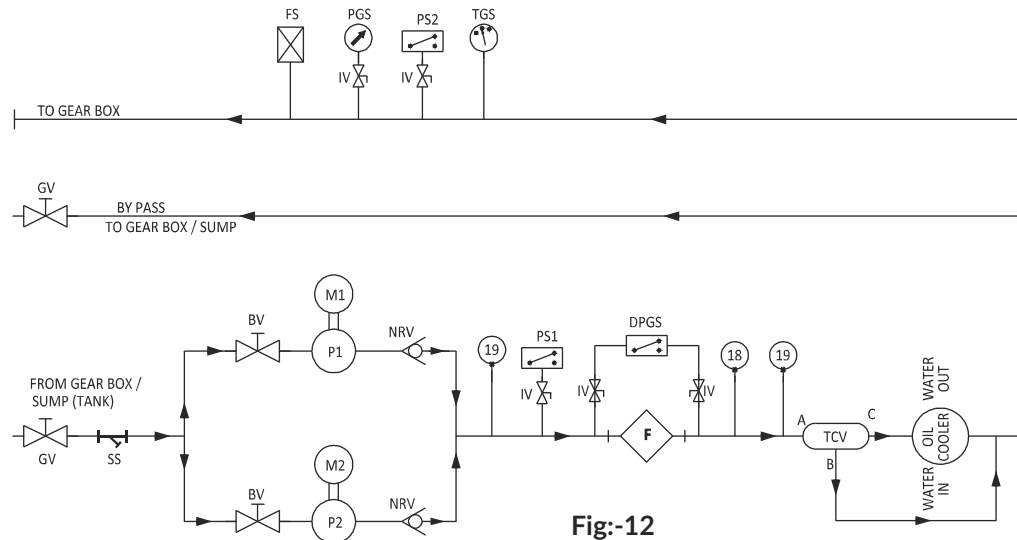 FS
PGS
PS2
TGS
IV
IV
TO GEAR BOX
GV
BY PASS
TO GEAR BOX / SUMP
M1
BV
NRV
P1
19
PS1
DPGS
18
19
IV
IV
IV
FROM GEAR BOX /
SUMP (TANK)
GV
SS
F
A
TCV
C
B
WATER
OUT
OIL
COOLER
WATER
IN
M2
BV
NRV
P2
Fig:-12